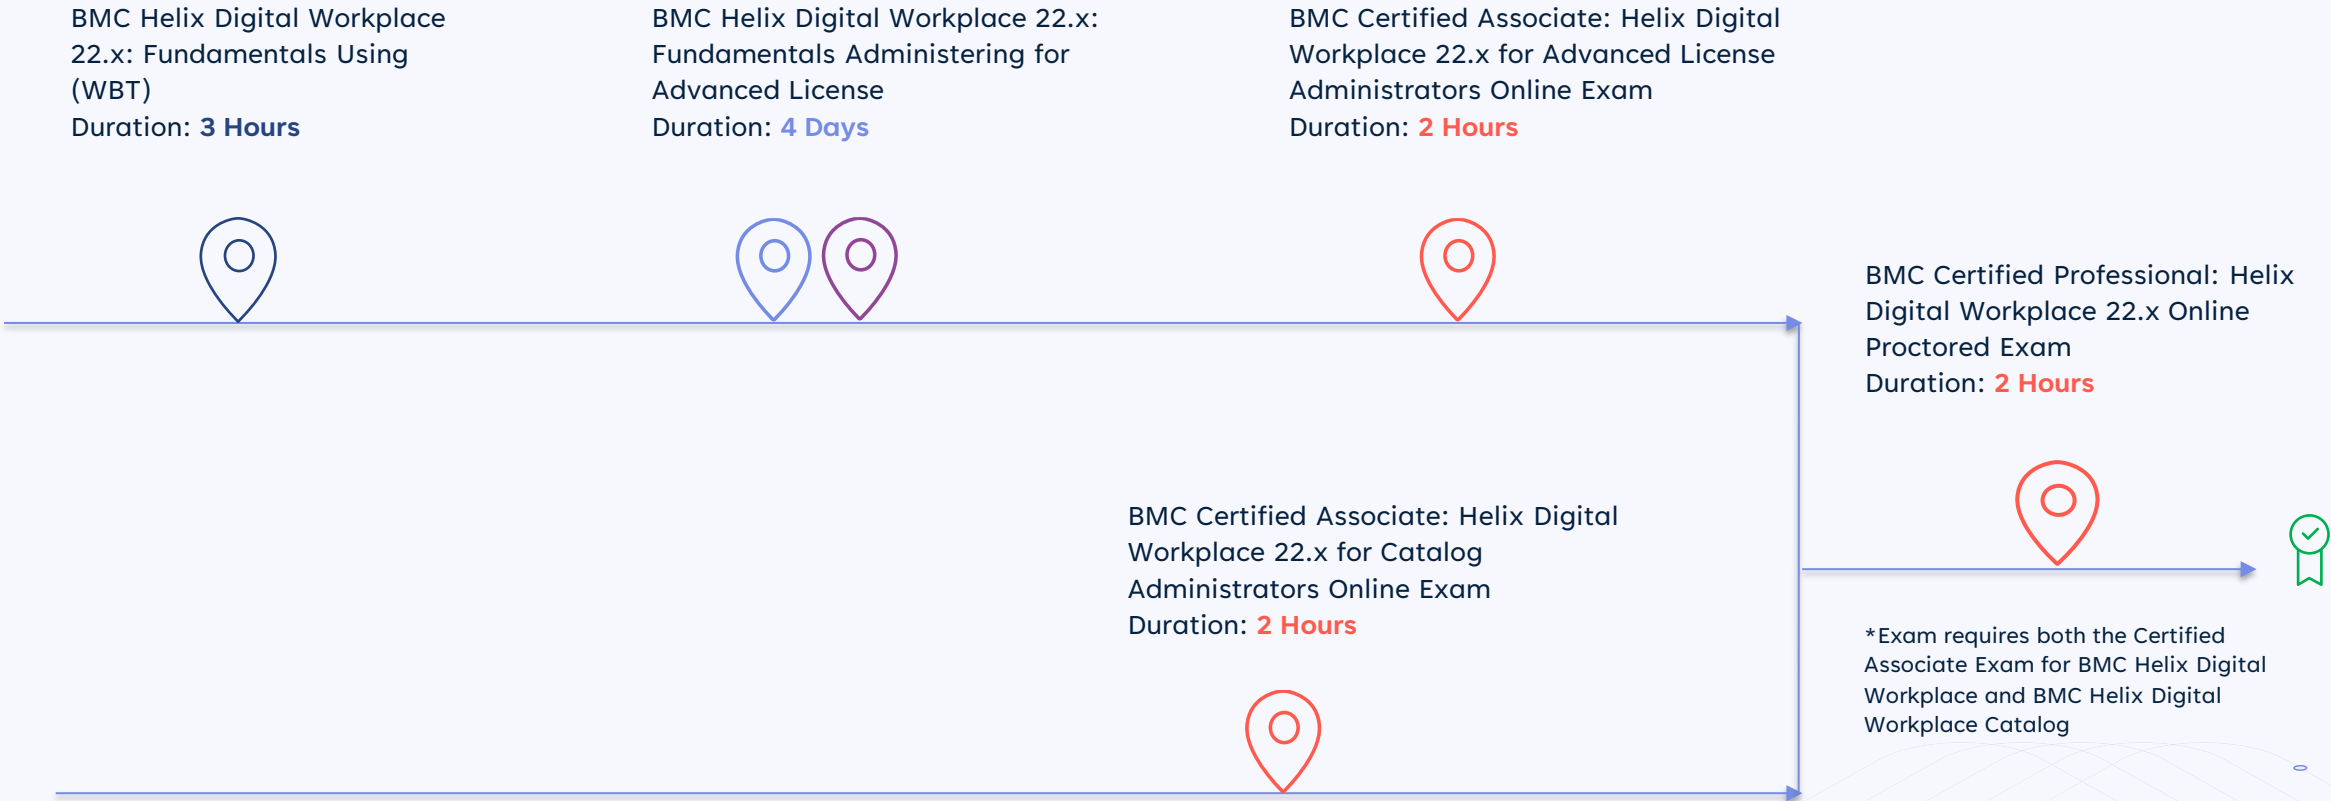 BMC Helix Digital Workplace
22.x: Fundamentals Using
(WBT)
Duration: 3 Hours
BMC Helix Digital Workplace 22.x:
Fundamentals Administering for
Advanced License
Duration: 4 Days
BMC Certified Associate: Helix Digital
Workplace 22.x for Advanced License
Administrators Online Exam
Duration: 2 Hours
BMC Certified Professional: Helix
Digital Workplace 22.x Online
Proctored Exam
Duration: 2 Hours
BMC Certified Associate: Helix Digital
Workplace 22.x for Catalog
Administrators Online Exam
Duration: 2 Hours
*Exam requires both the Certified
Associate Exam for BMC Helix Digital
Workplace and BMC Helix Digital
Workplace Catalog